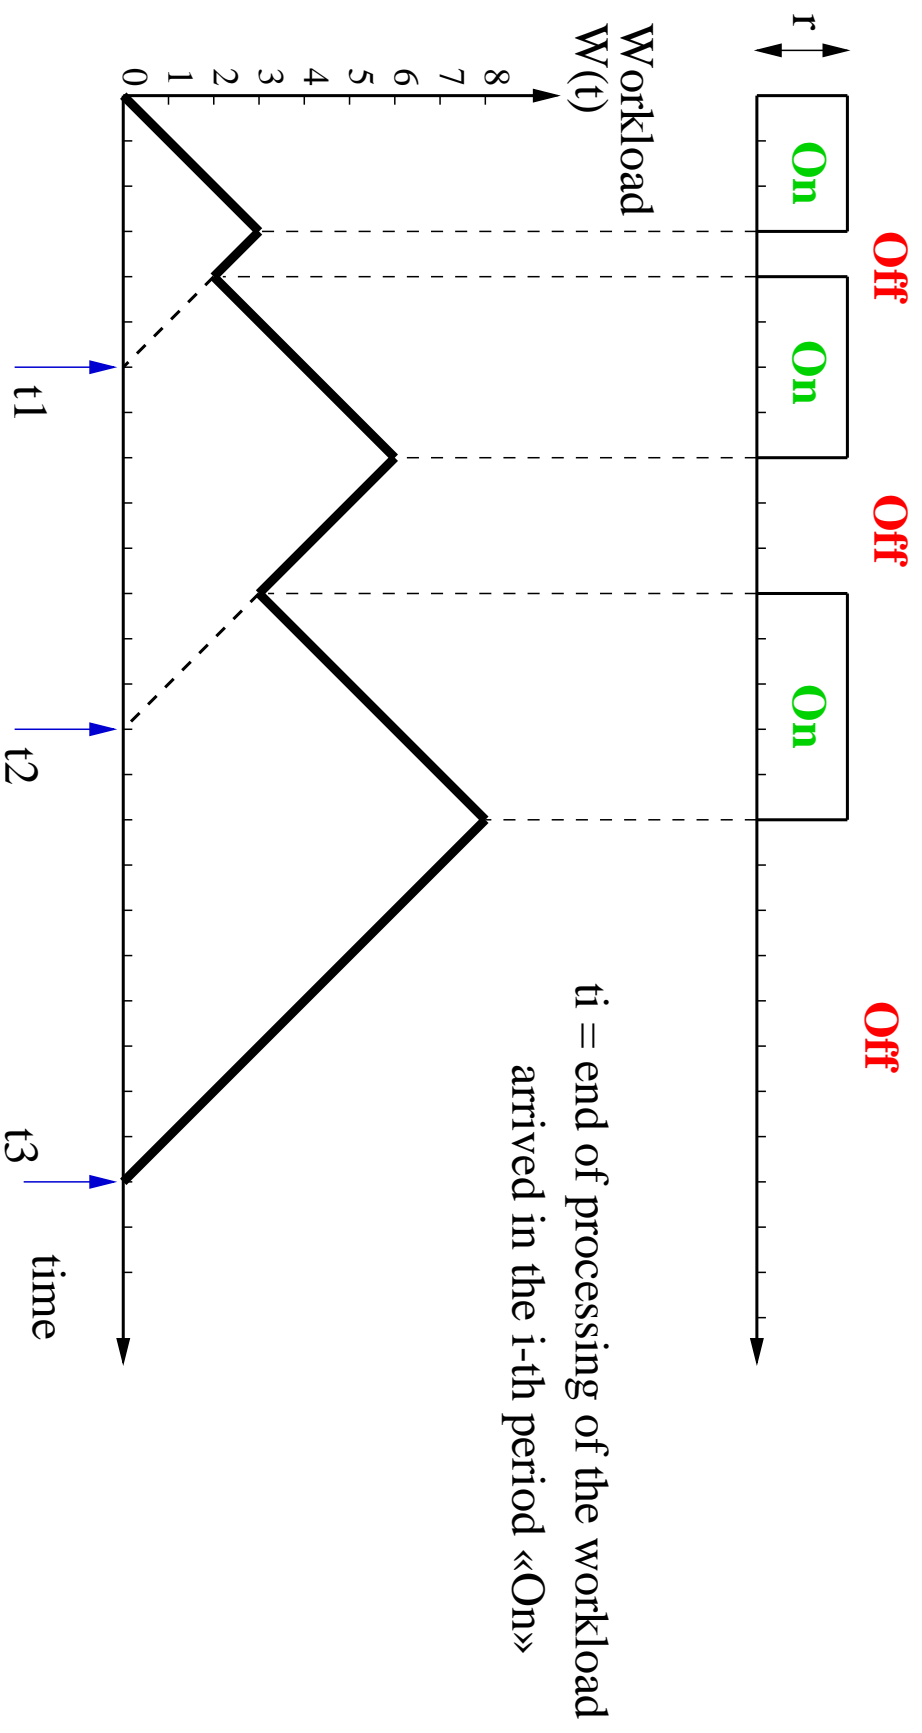 r
On
Off
On
Off
On
Off
Workload
W(t)
8
7
6
5
4
3
2
1
0
ti = end of processing of the workload
arrived in the i-th period «On»
t1
t2
t3
time